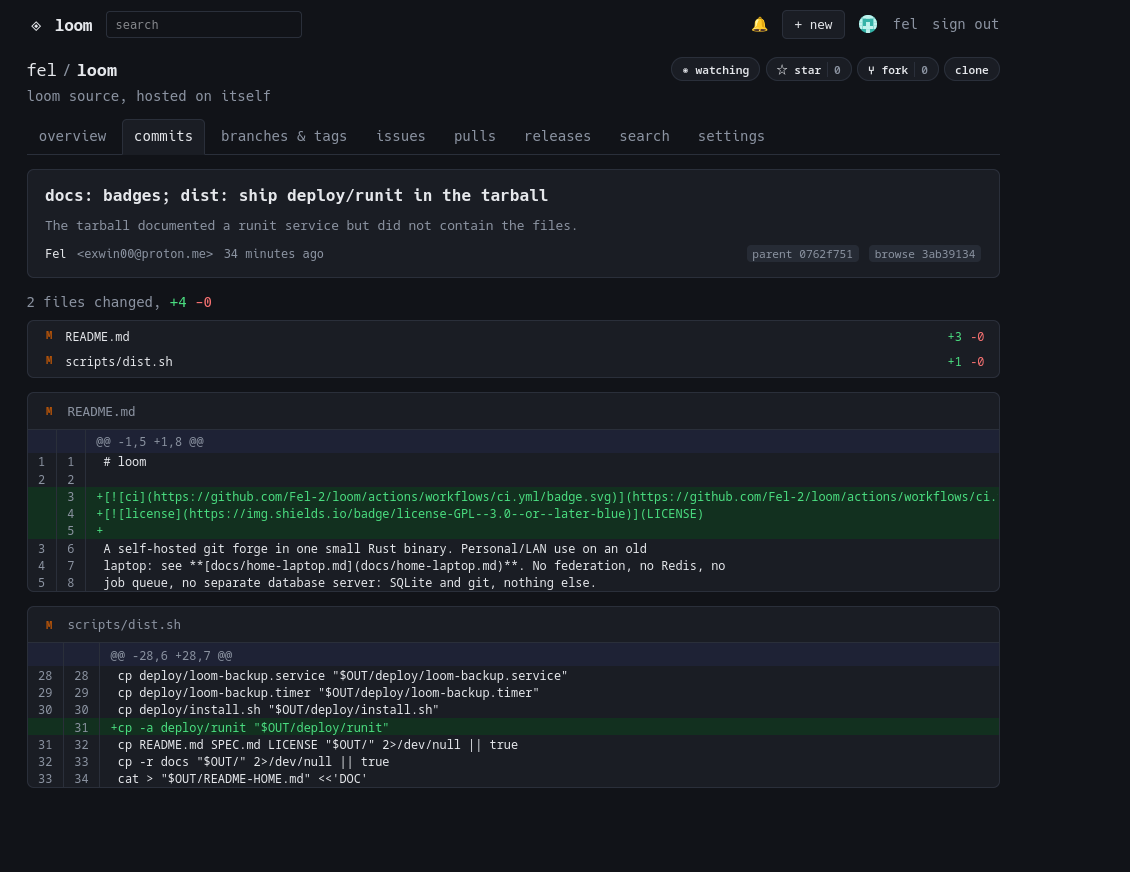 ◈ loom search 🔔 + new fel sign out
fel / loom ◉ watching ☆ star 0 ⑂ fork 0 clone
loom source, hosted on itself
overview commits branches & tags issues pulls releases search settings
docs: badges; dist: ship deploy/runit in the tarball
The tarball documented a runit service but did not contain the files.
Fel <exwin00@proton.me> 34 minutes ago parent 0762f751 browse 3ab39134
2 files changed, +4 −0
M README.md +3 -0
M scripts/dist.sh +1 -0
M README.md
@@ -1,5 +1,8 @@
1 1 # loom
2 2
3 +[![ci](https://github.com/Fel-2/loom/actions/workflows/ci.yml/badge.svg)](https://github.com/Fel-2/loom/actions/workflows/ci.
4 +[![license](https://img.shields.io/badge/license-GPL--3.0--or--later-blue)](LICENSE)
5 +
3 6 A self-hosted git forge in one small Rust binary. Personal/LAN use on an old
4 7 laptop: see **[docs/home-laptop.md](docs/home-laptop.md)**. No federation, no Redis, no
5 8 job queue, no separate database server: SQLite and git, nothing else.
M scripts/dist.sh
@@ -28,6 +28,7 @@
28 28 cp deploy/loom-backup.service "$OUT/deploy/loom-backup.service"
29 29 cp deploy/loom-backup.timer "$OUT/deploy/loom-backup.timer"
30 30 cp deploy/install.sh "$OUT/deploy/install.sh"
31 +cp -a deploy/runit "$OUT/deploy/runit"
31 32 cp README.md SPEC.md LICENSE "$OUT/" 2>/dev/null || true
32 33 cp -r docs "$OUT/" 2>/dev/null || true
33 34 cat > "$OUT/README-HOME.md" <<'DOC'